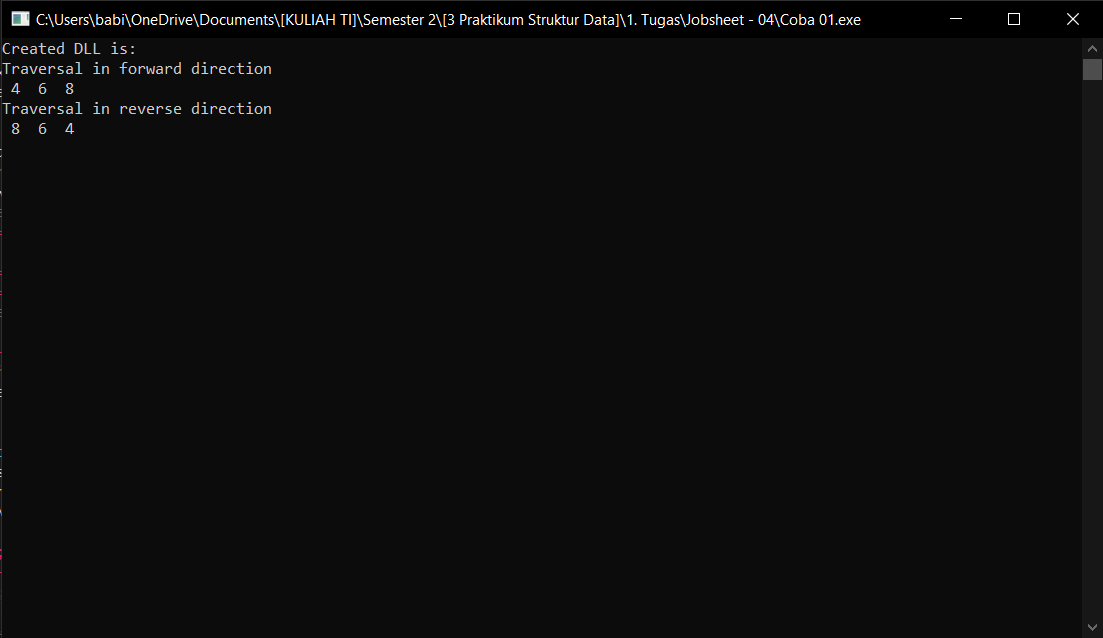 C:\Users\babi\OneDrive\Documents\[KULIAH TI]\Semester 2\[3 Praktikum Struktur Data]\1. Tugas\Jobsheet - 04\Coba 01.exe
Created DLL is:
Traversal in forward direction
 4  6  8
Traversal in reverse direction
 8  6  4